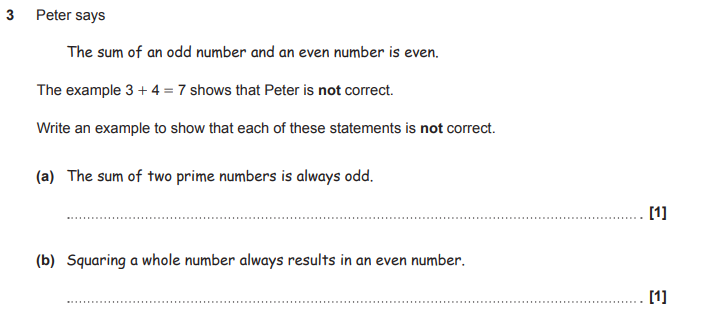 3 Peter says
The sum of an odd number and an even number is even.
The example 3 + 4 = 7 shows that Peter is not correct.
Write an example to show that each of these statements is not correct.
(a) The sum of two prime numbers is always odd.
.............................................................................................................................. . [1]
(b) Squaring a whole number always results in an even number.
.............................................................................................................................. . [1]